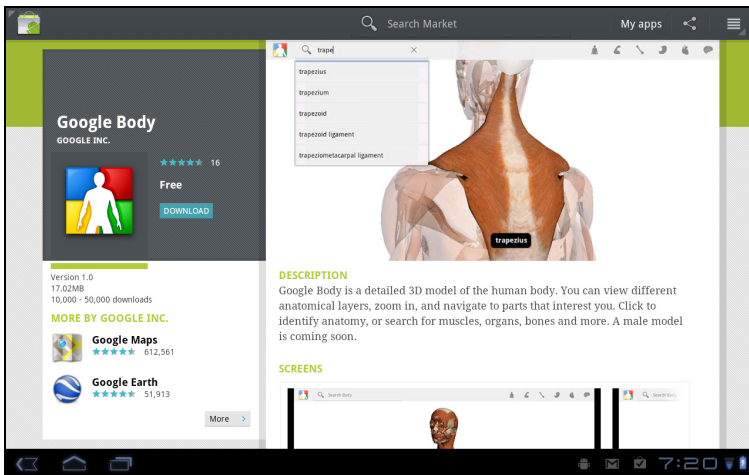 Search Market
My apps
Google Body
GOOGLE INC.
16
Free
DOWNLOAD
Version 1.0
17.02MB
10,000 - 50,000 downloads
MORE BY GOOGLE INC.
Google Maps
612,561
Google Earth
51,913
More
trape
trapezius
trapezium
trapezoid
trapezoid ligament
trapeziometacarpal ligament
trapezius
DESCRIPTION
Google Body is a detailed 3D model of the human body. You can view different
anatomical layers, zoom in, and navigate to parts that interest you. Click to
identify anatomy, or search for muscles, organs, bones and more. A male model
is coming soon.
SCREENS
Search Body
Search Body
7:20